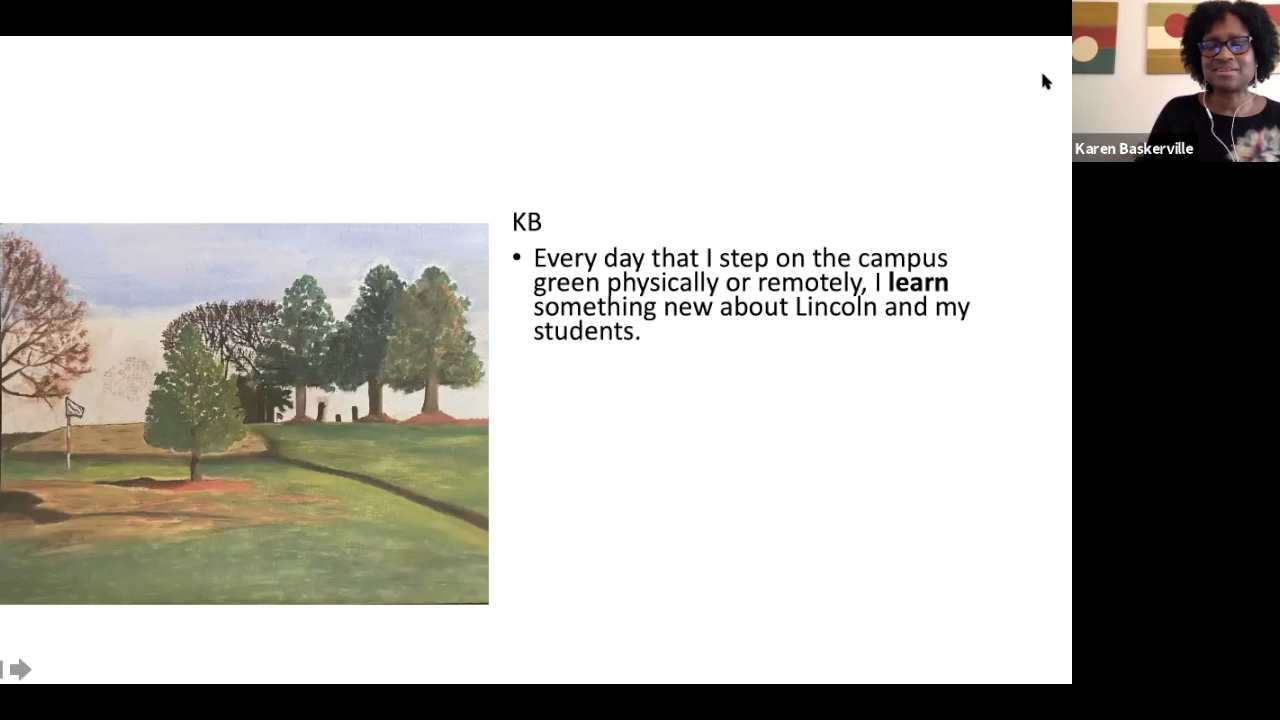 Karen Baskerville
KB
• Every day that I step on the campus
green physically or remotely, I learn
something new about Lincoln and my
students.